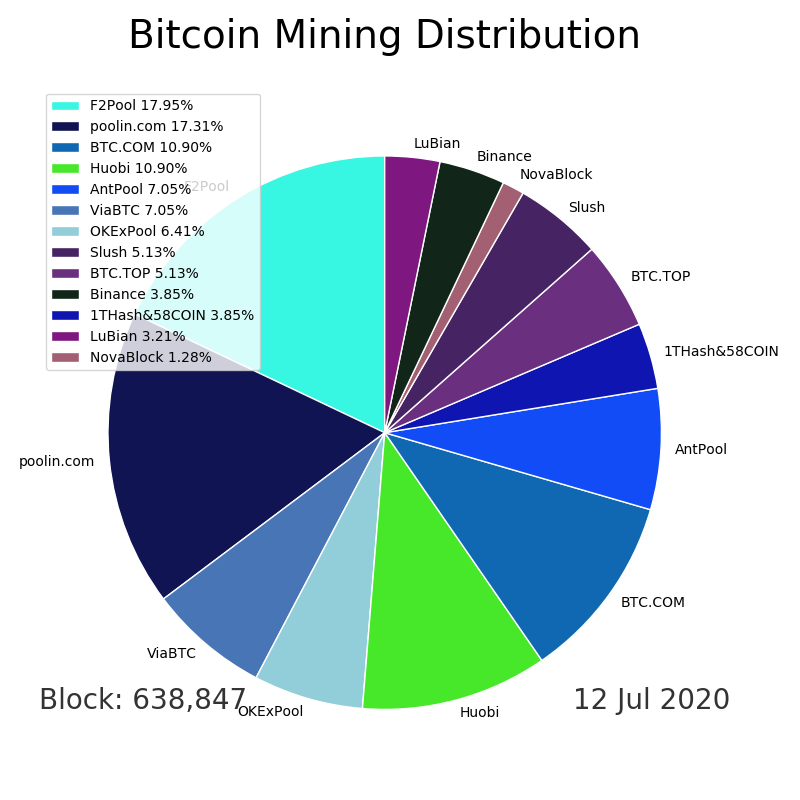 Bitcoin Mining Distribution
F2Pool 17.95%
poolin.com 17.31%
BTC.COM 10.90%
Huobi 10.90%
AntPool 7.05%
ViaBTC 7.05%
OKExPool 6.41%
Slush 5.13%
BTC.TOP 5.13%
Binance 3.85%
1THash&58COIN 3.85%
LuBian 3.21%
NovaBlock 1.28%
F2Pool
LuBian
Binance
NovaBlock
Slush
BTC.TOP
1THash&58COIN
AntPool
BTC.COM
Huobi
OKExPool
ViaBTC
poolin.com
Block: 638,847
12 Jul 2020